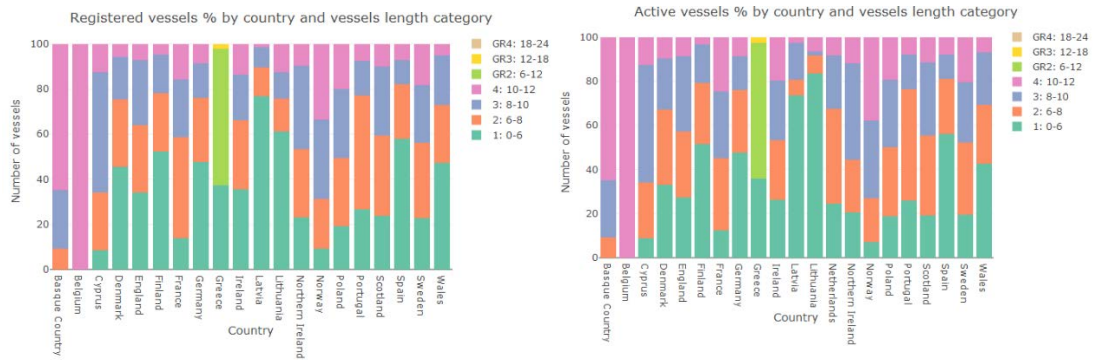 Registered vessels % by country and vessels length category
Number of vessels
100
80
60
40
20
0
Basque Country
Belgium
Cyprus
Denmark
England
Finland
France
Germany
Greece
Ireland
Latvia
Lithuania
Northern Ireland
Norway
Poland
Portugal
Scotland
Spain
Sweden
Wales
Country
GR4: 18-24
GR3: 12-18
GR2: 6-12
4: 10-12
3: 8-10
2: 6-8
1: 0-6
Active vessels % by country and vessels length category
Number of vessels
100
80
60
40
20
0
Basque Country
Belgium
Cyprus
Denmark
England
Finland
France
Germany
Greece
Ireland
Latvia
Lithuania
Netherlands
Northern Ireland
Norway
Poland
Portugal
Scotland
Spain
Sweden
Wales
Country
GR4: 18-24
GR3: 12-18
GR2: 6-12
4: 10-12
3: 8-10
2: 6-8
1: 0-6